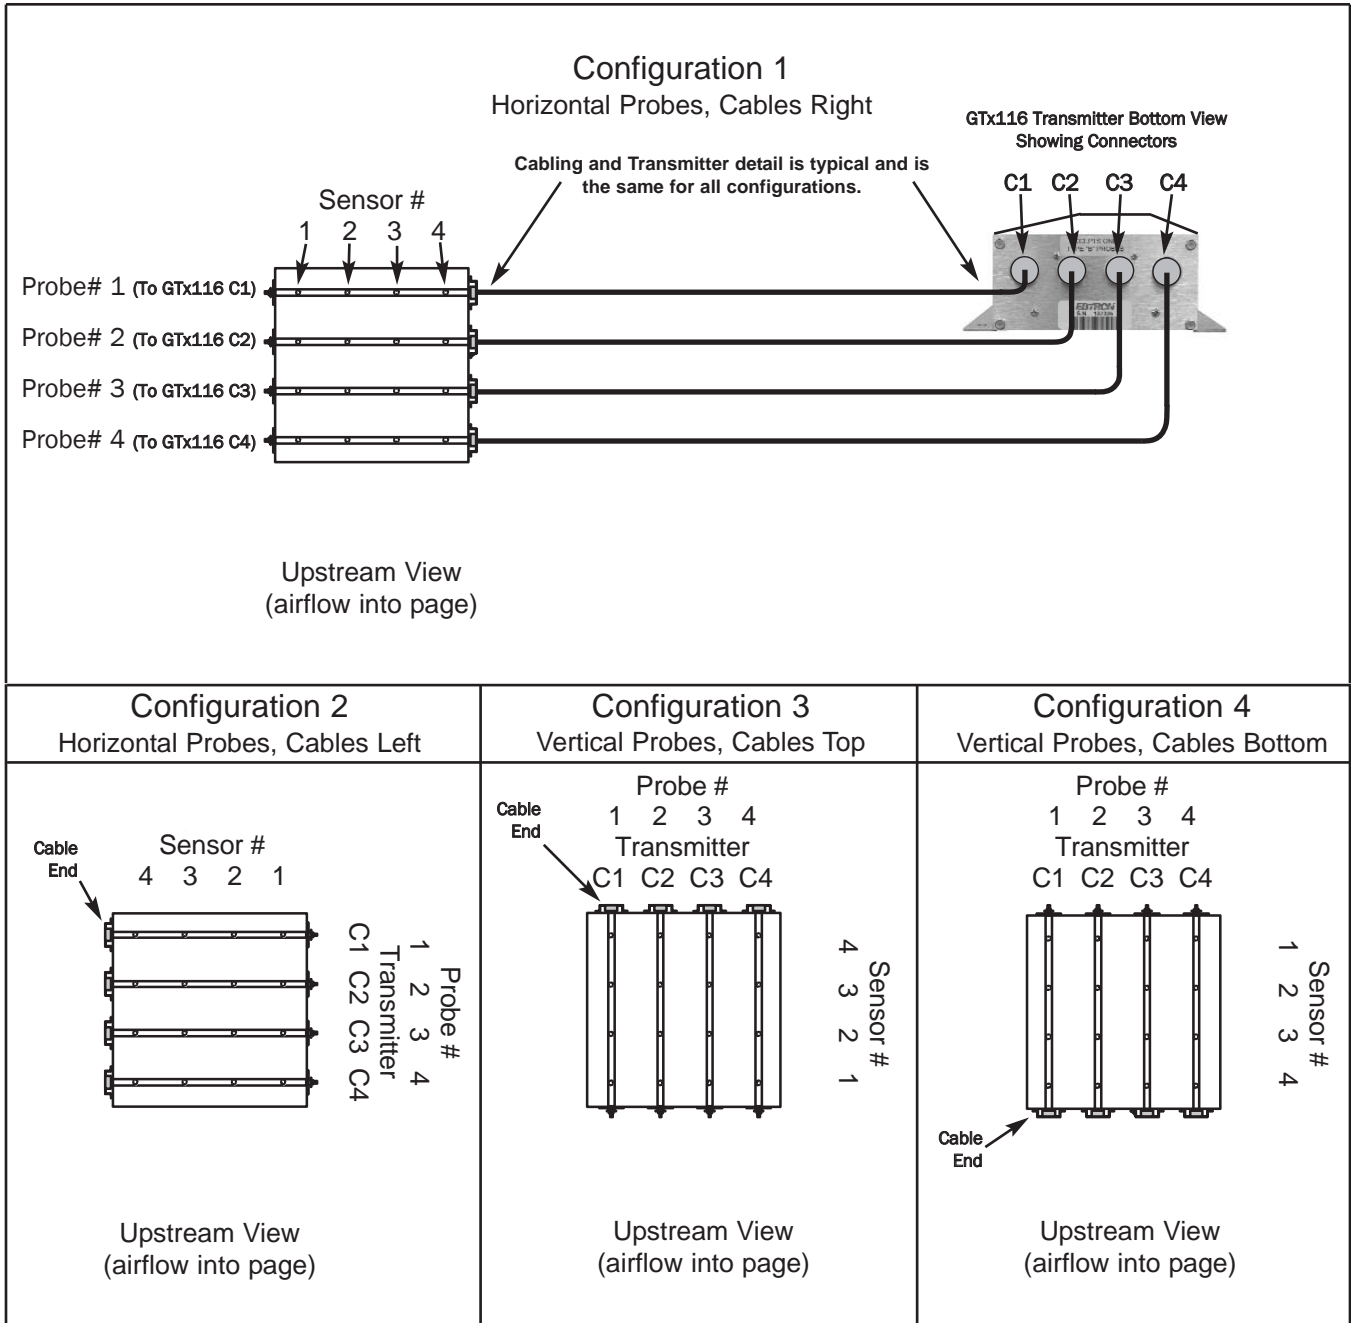 Configuration 1
Horizontal Probes, Cables Right
GTx116 Transmitter Bottom View
Showing Connectors
Cabling and Transmitter detail is typical and is
the same for all configurations.
C1 C2 C3 C4
Sensor #
1 2 3 4
Probe# 1 (To GTx116 C1)
Probe# 2 (To GTx116 C2)
Probe# 3 (To GTx116 C3)
Probe# 4 (To GTx116 C4)
EBTRON
Upstream View
(airflow into page)
Configuration 2
Horizontal Probes, Cables Left
Cable
End
Sensor #
4 3 2 1
C1 C2 C3 C4
Transmitter
1 2 3 4
Probe #
Upstream View
(airflow into page)
Configuration 3
Vertical Probes, Cables Top
Cable
End
Probe #
1 2 3 4
Transmitter
C1 C2 C3 C4
4 3 2 1
Sensor #
Upstream View
(airflow into page)
Configuration 4
Vertical Probes, Cables Bottom
Probe #
1 2 3 4
Transmitter
C1 C2 C3 C4
1 2 3 4
Sensor #
Cable
End
Upstream View
(airflow into page)